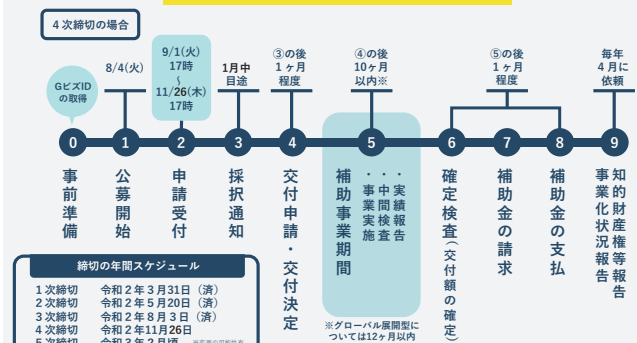 4次締切の場合
GビズID
の取得
8/4(火)
9/1(火)
17時
〜
11/26(木)
17時
1月中
目途
③の後
1ヶ月
程度
④の後
10ヶ月
以内※
⑤の後
1ヶ月
程度
毎年
4月に
依頼
0 1 2 3 4 5 6 7 8 9
事前準備
公募開始
申請受付
採択通知
交付申請・交付決定
補助事業期間
・事業実施
・中間検査
・実績報告
確定検査(交付額の確定)
補助金の請求
補助金の支払
知的財産権等報告
事業化状況報告
※グローバル展開型に
ついては12ヶ月以内
締切の年間スケジュール
1次締切 令和2年3月31日(済)
2次締切 令和2年5月20日(済)
3次締切 令和2年8月3日(済)
4次締切 令和2年11月26日
5次締切 令和3年2月頃